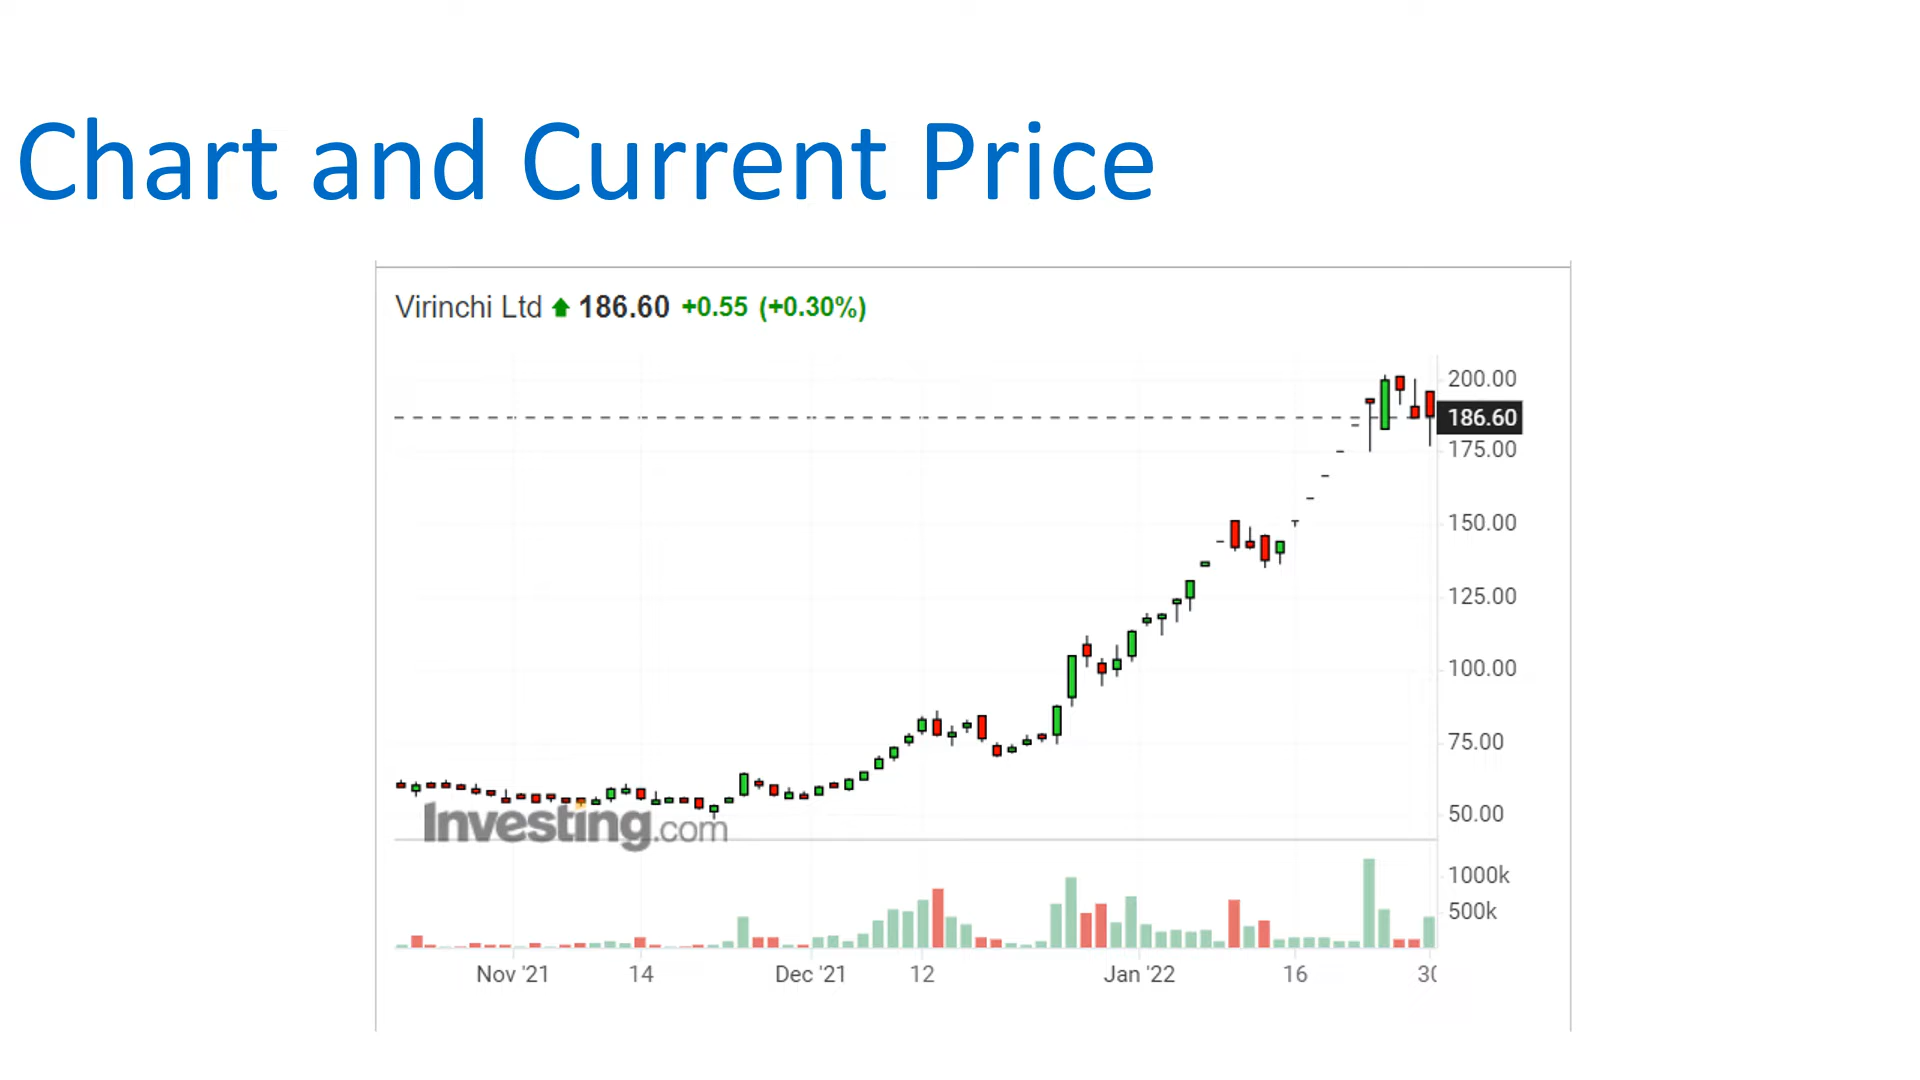 Chart and Current Price
Virinchi Ltd 186.60 +0.55 (+0.30%)
200.00
186.60
175.00
150.00
125.00
100.00
75.00
50.00
Investing.com
1000k
500k
Nov '21 14 Dec '21 12 Jan '22 16 30